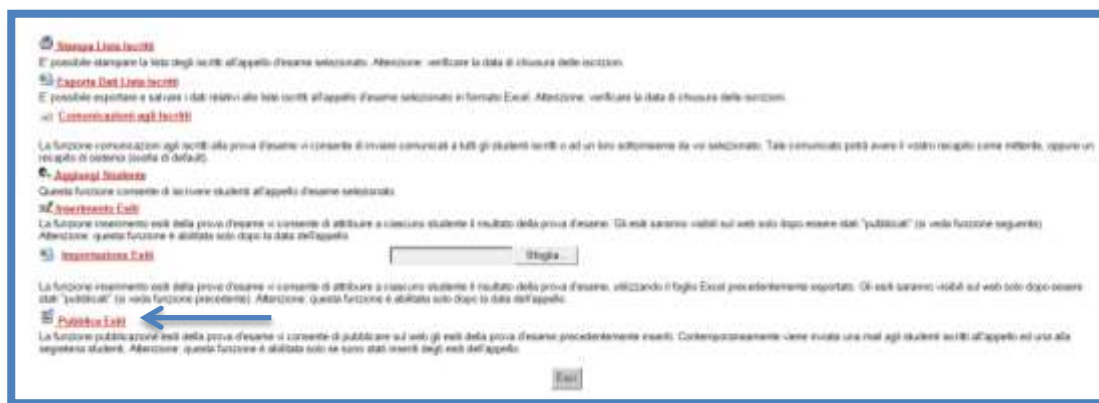 Stampa Lista Iscritti
E' possibile stampare la lista degli iscritti all'appello d'esame selezionato. Attenzione: verificare la data di chiusura delle iscrizioni.
Esporta Dati Lista Iscritti
E' possibile esportare e salvare i dati relativi alle liste iscritti all'appello d'esame selezionato in formato Excel. Attenzione: verificare la data di chiusura delle iscrizioni.
Comunicazioni agli Iscritti
La funzione comunicazioni agli iscritti alla prova d'esame vi consente di inviare comunicati a tutti gli studenti iscritti o ad un loro sottoinsieme da voi selezionato. Tale comunicato potrà avere il vostro recapito come mittente, oppure un
recapito di sistema (scelta di default).
Aggiungi Studente
Questa funzione consente di iscrivere studenti all'appello d'esame selezionato.
Inserimento Esiti
La funzione inserimento esiti della prova d'esame vi consente di attribuire a ciascuno studente il risultato della prova d'esame. Gli esiti saranno visibili sul web solo dopo essere stati "pubblicati" (si veda funzione seguente).
Attenzione: questa funzione è abilitata solo dopo la data dell'appello.
Importazione Esiti Sfoglia...
La funzione inserimento esiti della prova d'esame vi consente di attribuire a ciascuno studente il risultato della prova d'esame, utilizzando il foglio Excel precedentemente esportato. Gli esiti saranno visibili sul web solo dopo essere
stati "pubblicati" (si veda funzione precedente). Attenzione: questa funzione è abilitata solo dopo la data dell'appello.
Pubblica Esiti
La funzione pubblicazione esiti della prova d'esame vi consente di pubblicare sul web gli esiti della prova d'esame precedentemente inseriti. Contemporaneamente viene inviata una mail agli studenti iscritti all'appello ed una alla
segreteria studenti. Attenzione: questa funzione è abilitata solo se sono stati inseriti degli esiti dell'appello.
Esci